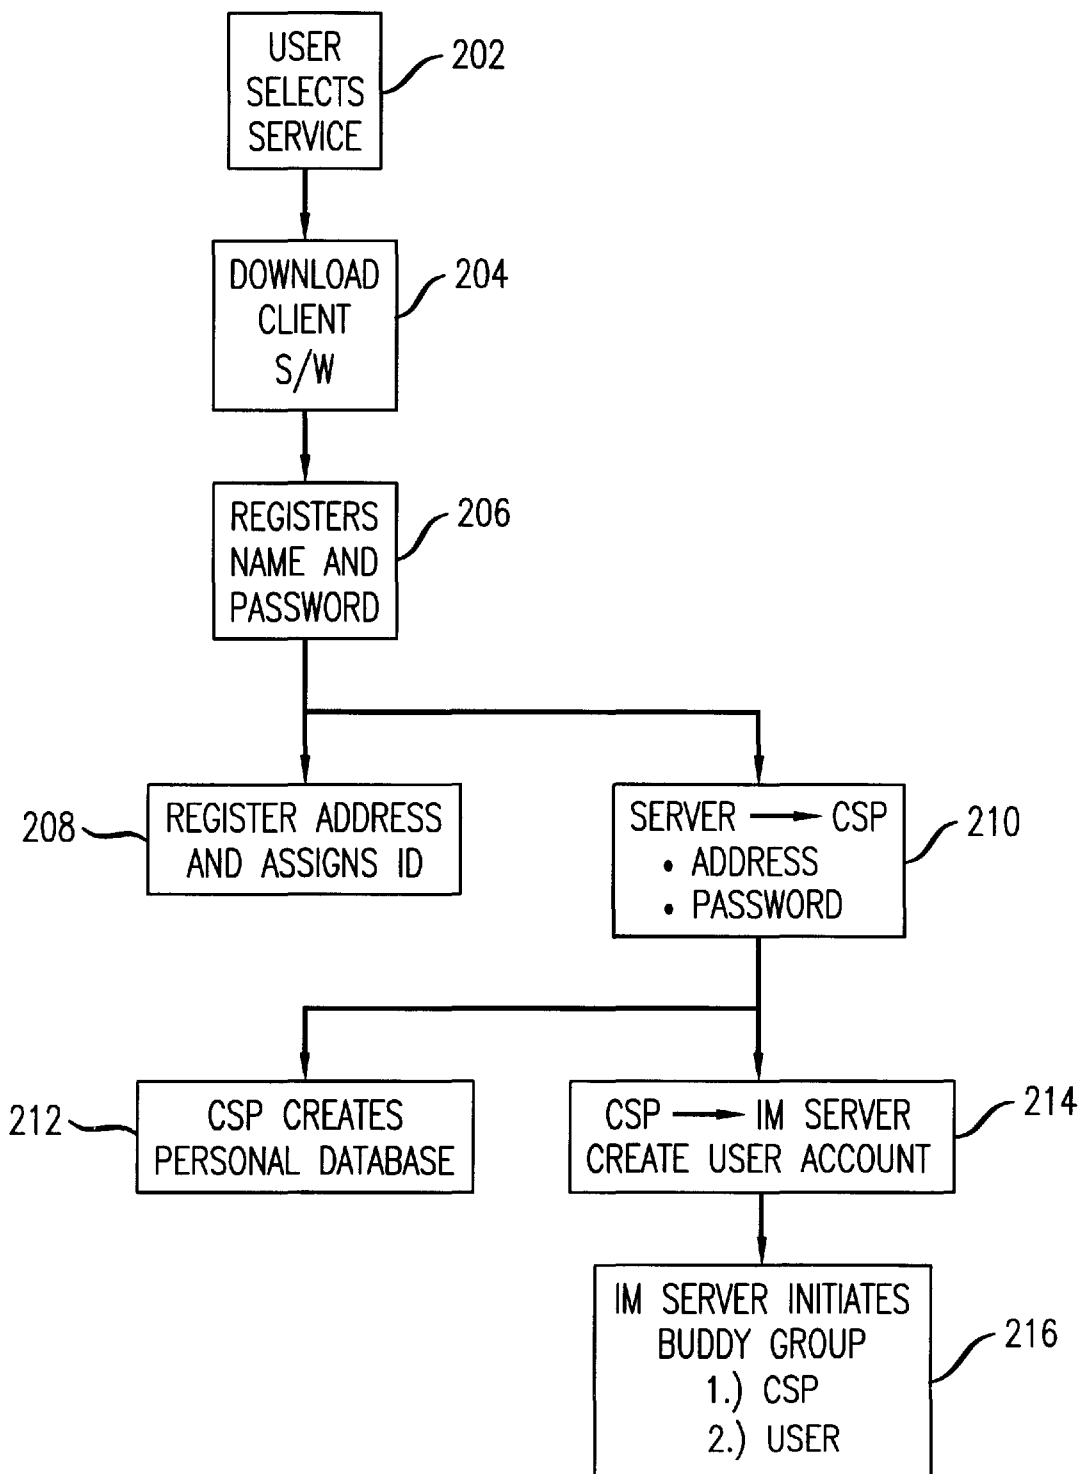 USER
SELECTS
SERVICE
202
DOWNLOAD
CLIENT
S/W
204
REGISTERS
NAME AND
PASSWORD
206
208
REGISTER ADDRESS
AND ASSIGNS ID
SERVER → CSP
• ADDRESS
• PASSWORD
210
212
CSP CREATES
PERSONAL DATABASE
CSP → IM SERVER
CREATE USER ACCOUNT
214
IM SERVER INITIATES
BUDDY GROUP
1.) CSP
2.) USER
216